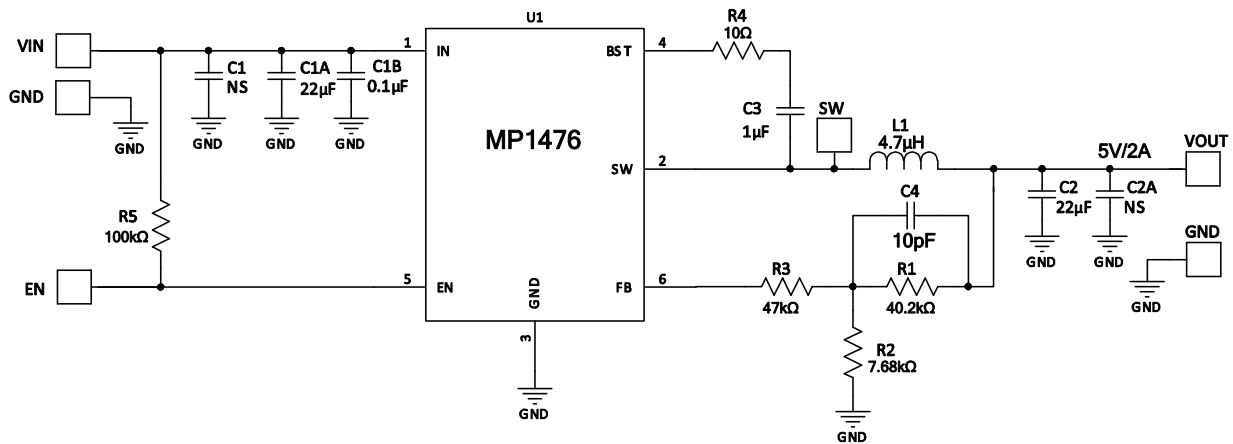 U1
VIN
1
IN
C1
NS
C1A
22µF
C1B
0.1µF
GND
GND
GND
GND
GND
R5
100kΩ
EN
5
EN
MP1476
GND
3
GND
BST
4
R4
10Ω
C3
1µF
SW
SW
2
L1
4.7µH
5V/2A
VOUT
C4
10pF
C2
22µF
C2A
NS
GND
GND
GND
GND
FB
6
R3
47kΩ
R1
40.2kΩ
R2
7.68kΩ
GND